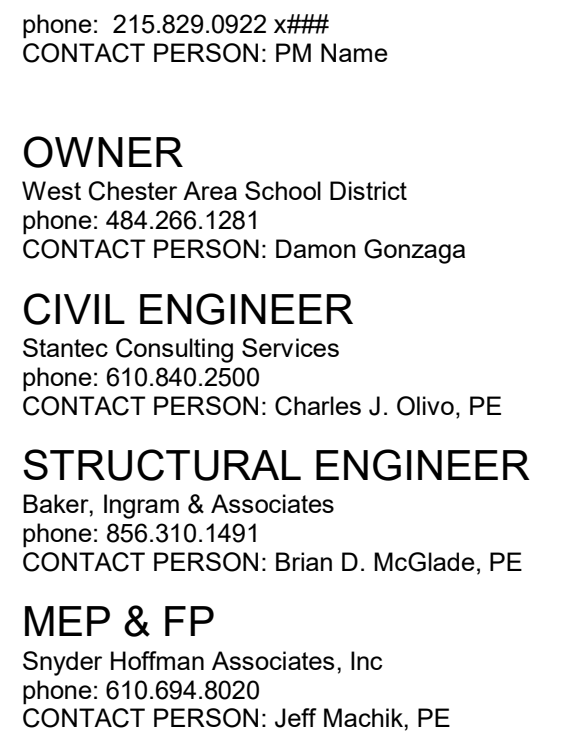 phone:  215.829.0922 x###
CONTACT PERSON: PM Name
OWNER
West Chester Area School District
phone: 484.266.1281
CONTACT PERSON: Damon Gonzaga
CIVIL ENGINEER
Stantec Consulting Services
phone: 610.840.2500
CONTACT PERSON: Charles J. Olivo, PE
STRUCTURAL ENGINEER
Baker, Ingram & Associates
phone: 856.310.1491
CONTACT PERSON: Brian D. McGlade, PE
MEP & FP
Snyder Hoffman Associates, Inc
phone: 610.694.8020
CONTACT PERSON: Jeff Machik, PE